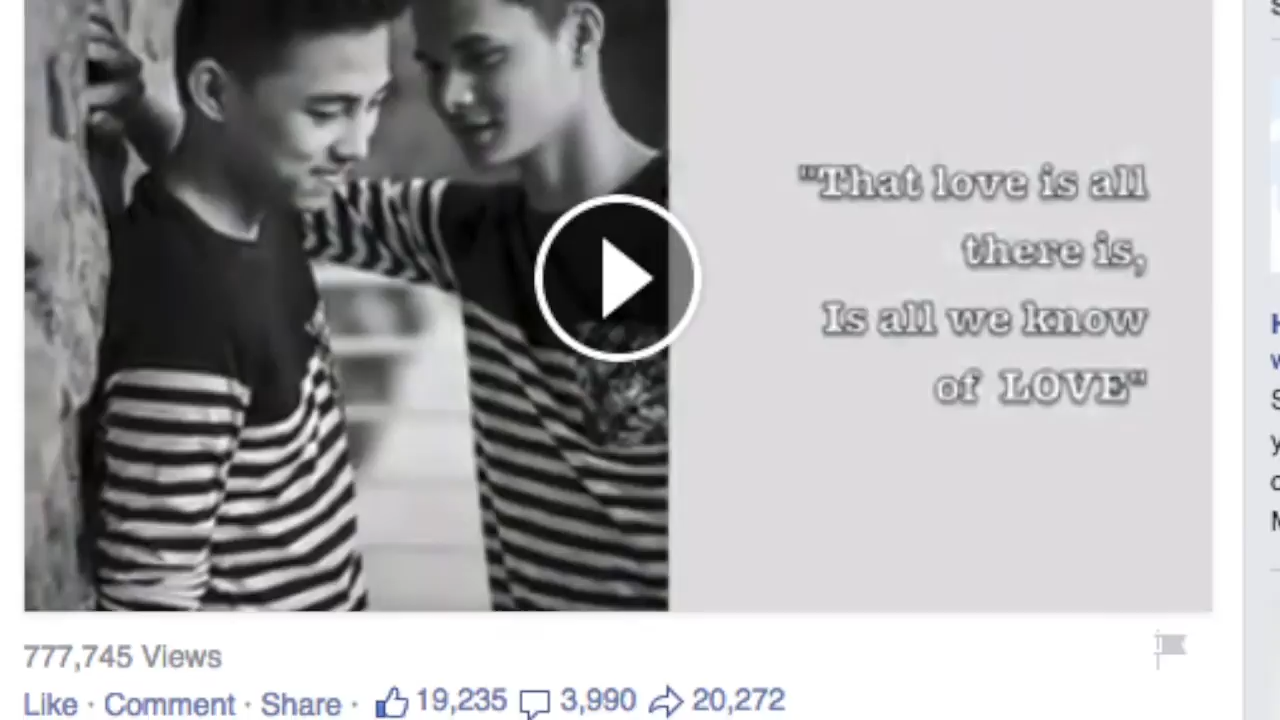 "That love is all
there is,
Is all we know
of LOVE"
777,745 Views
Like · Comment · Share · 19,235 3,990 20,272